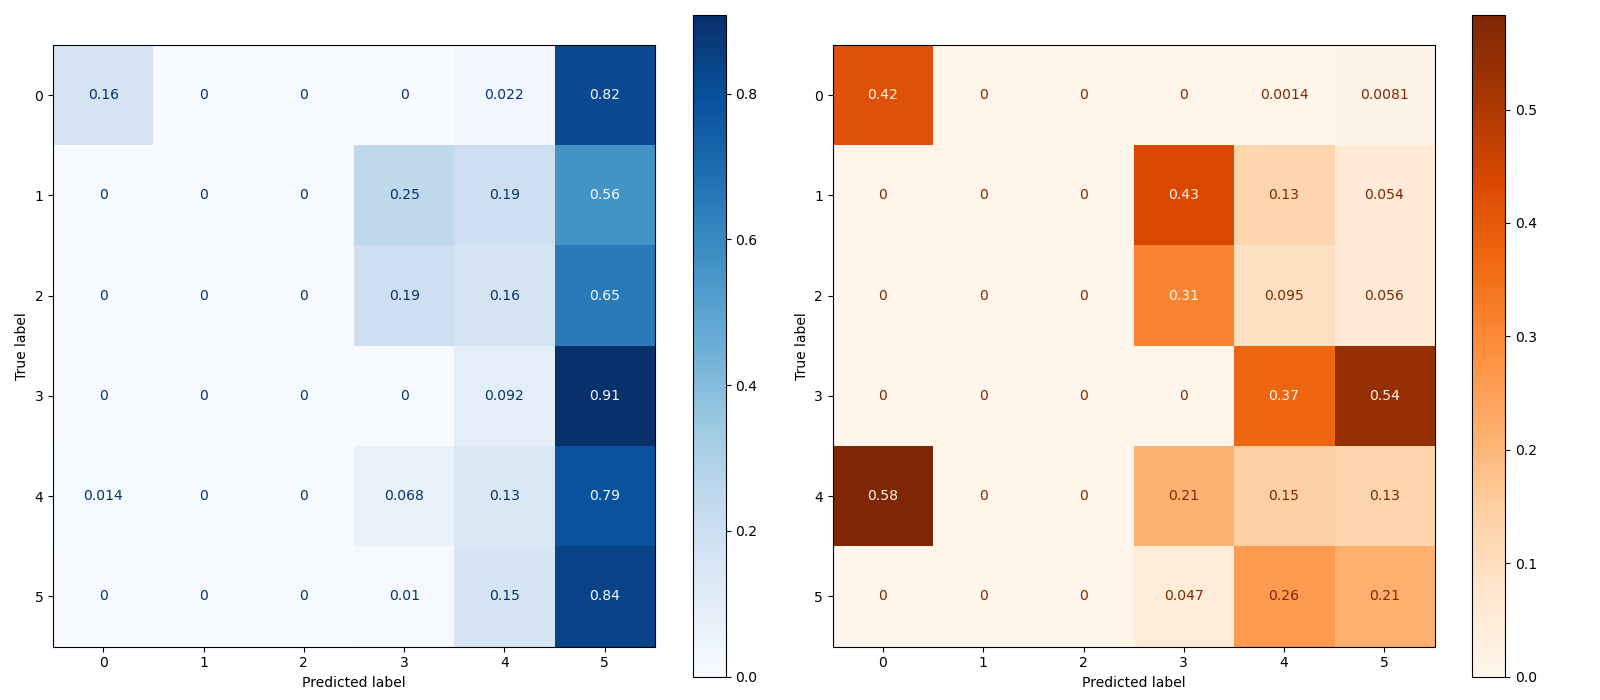 0 0.16 0 0 0 0.022 0.82
1 0 0 0 0.25 0.19 0.56
2 0 0 0 0.19 0.16 0.65
3 0 0 0 0 0.092 0.91
4 0.014 0 0 0.068 0.13 0.79
5 0 0 0 0.01 0.15 0.84
0 1 2 3 4 5
Predicted label
True label
0.8
0.6
0.4
0.2
0.0
0 0.42 0 0 0 0.0014 0.0081
1 0 0 0 0.43 0.13 0.054
2 0 0 0 0.31 0.095 0.056
3 0 0 0 0 0.37 0.54
4 0.58 0 0 0.21 0.15 0.13
5 0 0 0 0.047 0.26 0.21
0 1 2 3 4 5
Predicted label
True label
0.5
0.4
0.3
0.2
0.1
0.0